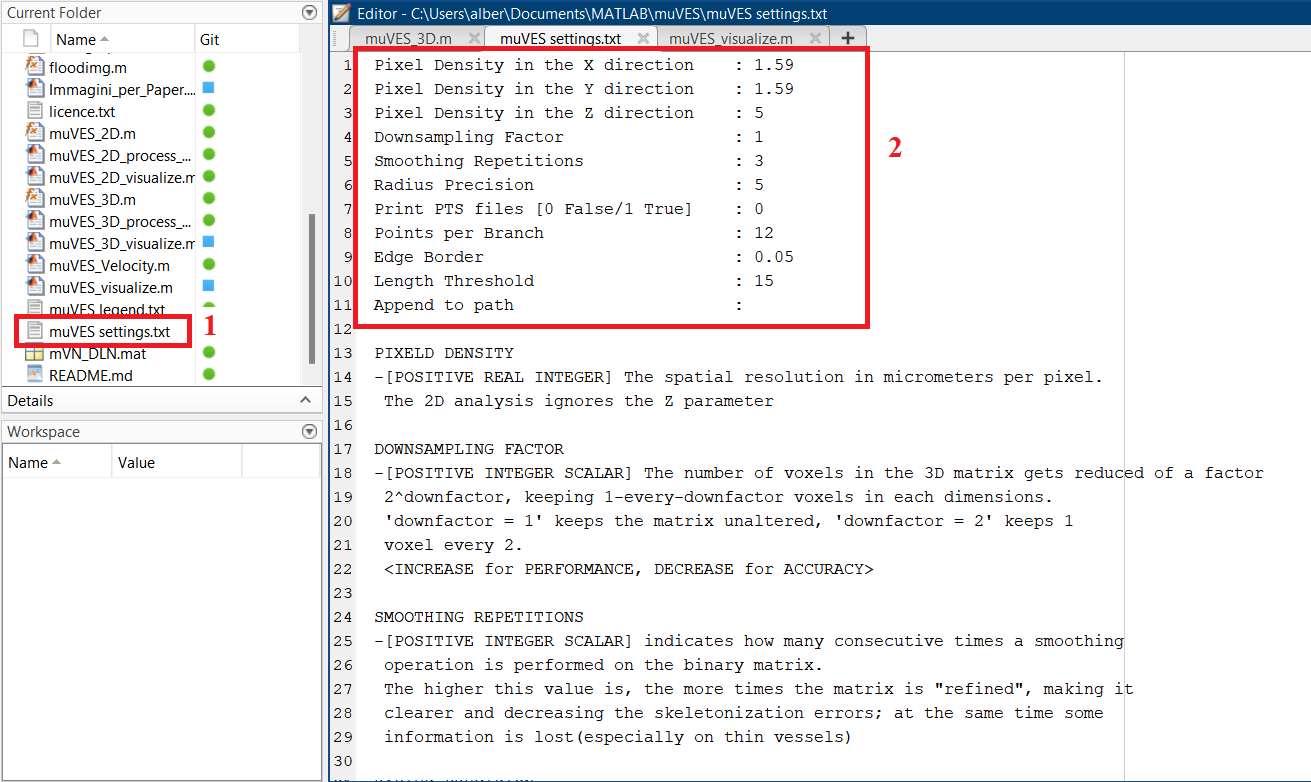 Current Folder
Name Git
floodimg.m
Immagini_per_Paper....
licence.txt
muVES_2D.m
muVES_2D_process_...
muVES_2D_visualize.m
muVES_3D.m
muVES_3D_process_...
muVES_3D_visualize.m
muVES_Velocity.m
muVES_visualize.m
muVES legend.txt
muVES settings.txt
1
mVN_DLN.mat
README.md
Details
Workspace
Name Value
Editor - C:\Users\alber\Documents\MATLAB\muVES\muVES settings.txt
muVES_3D.m muVES settings.txt muVES_visualize.m
1 Pixel Density in the X direction : 1.59
2 Pixel Density in the Y direction : 1.59
3 Pixel Density in the Z direction : 5
4 Downsampling Factor : 1
5 Smoothing Repetitions : 3
6 Radius Precision : 5
7 Print PTS files [0 False/1 True] : 0
8 Points per Branch : 12
9 Edge Border : 0.05
10 Length Threshold : 15
11 Append to path :
2
12
13 PIXELD DENSITY
14 -[POSITIVE REAL INTEGER] The spatial resolution in micrometers per pixel.
15 The 2D analysis ignores the Z parameter
16
17 DOWNSAMPLING FACTOR
18 -[POSITIVE INTEGER SCALAR] The number of voxels in the 3D matrix gets reduced of a factor
19 2^downfactor, keeping 1-every-downfactor voxels in each dimensions.
20 'downfactor = 1' keeps the matrix unaltered, 'downfactor = 2' keeps 1
21 voxel every 2.
22 <INCREASE for PERFORMANCE, DECREASE for ACCURACY>
23
24 SMOOTHING REPETITIONS
25 -[POSITIVE INTEGER SCALAR] indicates how many consecutive times a smoothing
26 operation is performed on the binary matrix.
27 The higher this value is, the more times the matrix is "refined", making it
28 clearer and decreasing the skeletonization errors; at the same time some
29 information is lost(especially on thin vessels)
30